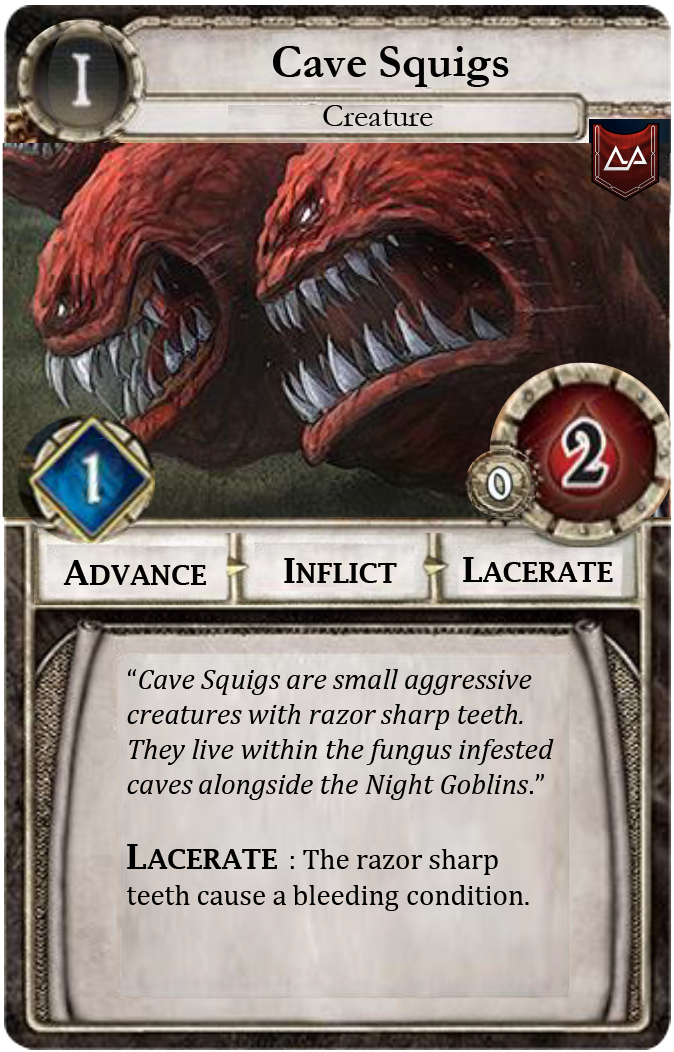 I
Cave Squigs
Creature
1
0
2
ADVANCE
INFLICT
LACERATE
“Cave Squigs are small aggressive
creatures with razor sharp teeth.
They live within the fungus infested
caves alongside the Night Goblins.”
LACERATE : The razor sharp
teeth cause a bleeding condition.